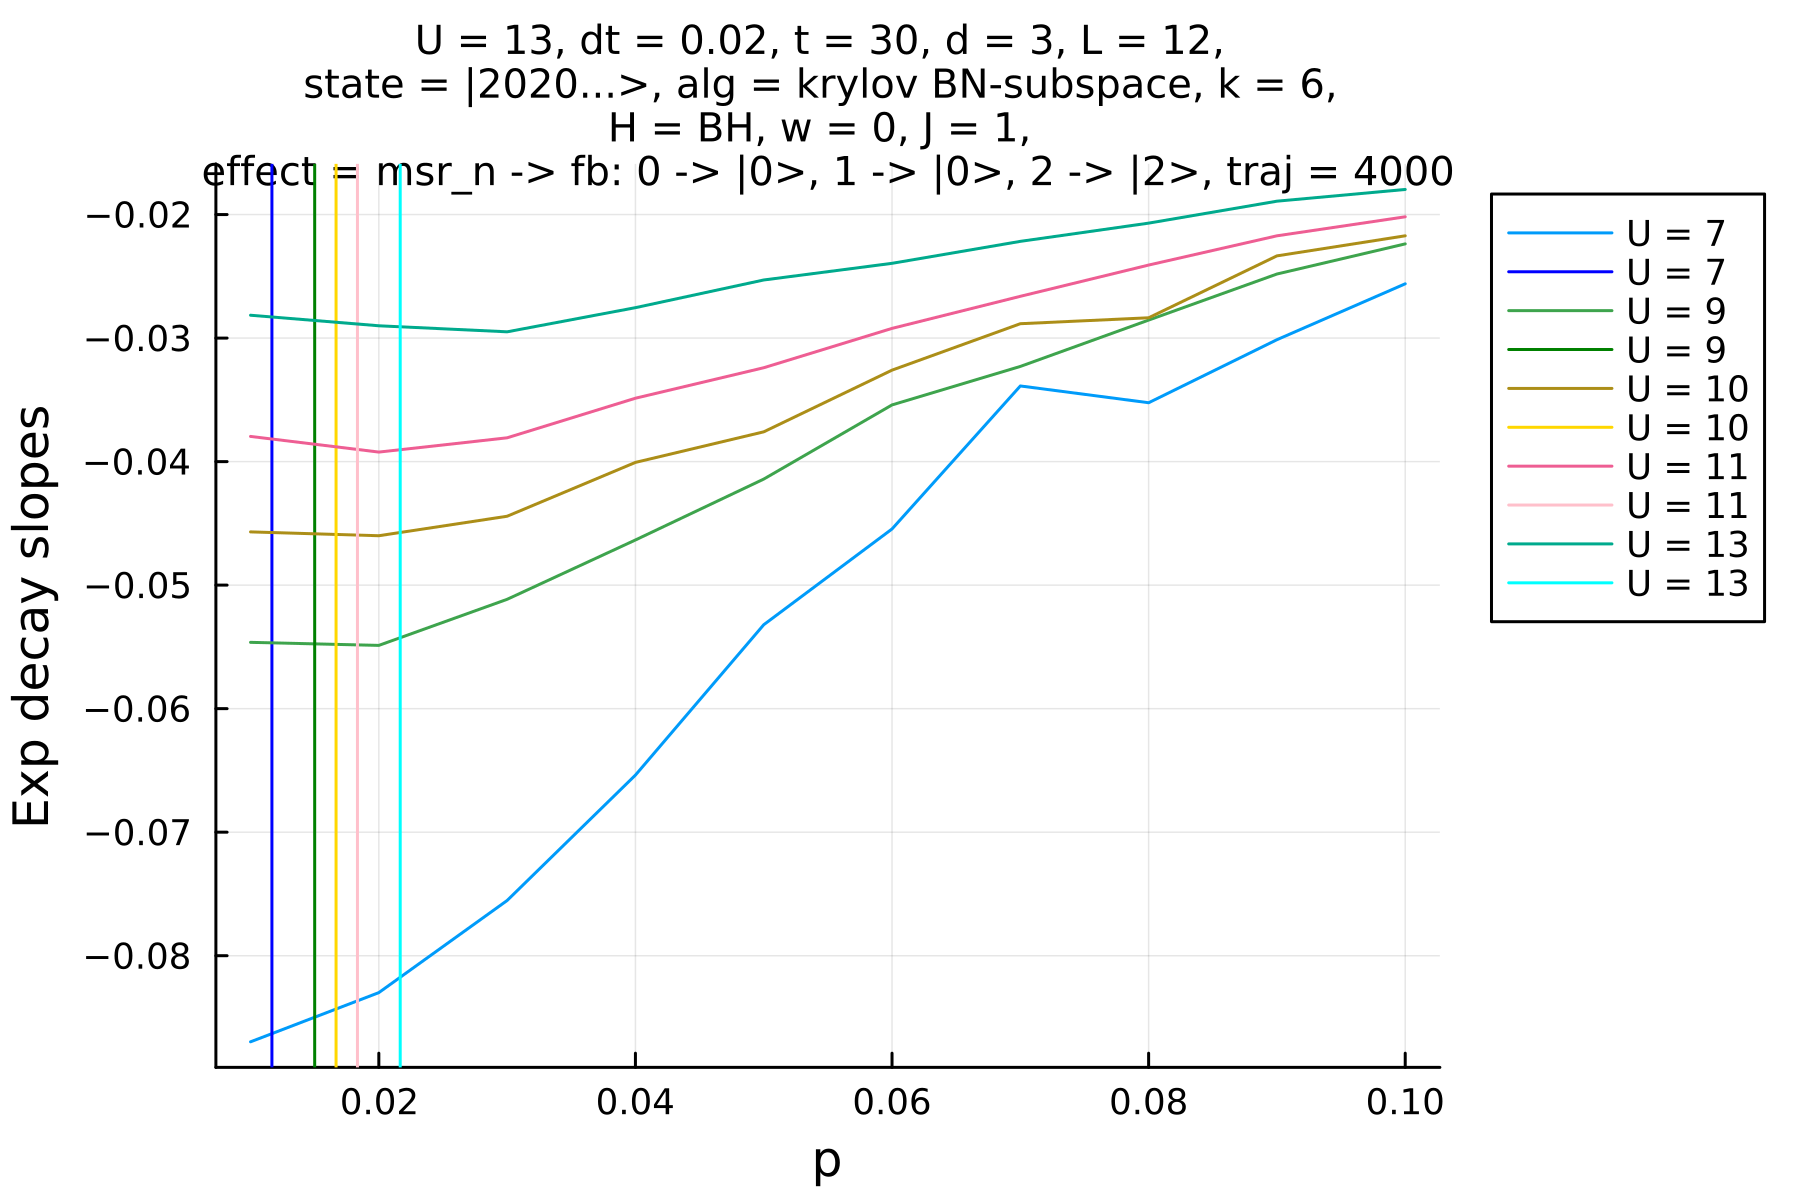 U = 13, dt = 0.02, t = 30, d = 3, L = 12,
state = |2020...>, alg = krylov BN-subspace, k = 6,
H = BH, w = 0, J = 1,
effect = msr_n -> fb: 0 -> |0>, 1 -> |0>, 2 -> |2>, traj = 4000
Exp decay slopes
−0.02
−0.03
−0.04
−0.05
−0.06
−0.07
−0.08
0.02 0.04 0.06 0.08 0.10
p
U = 7
U = 7
U = 9
U = 9
U = 10
U = 10
U = 11
U = 11
U = 13
U = 13